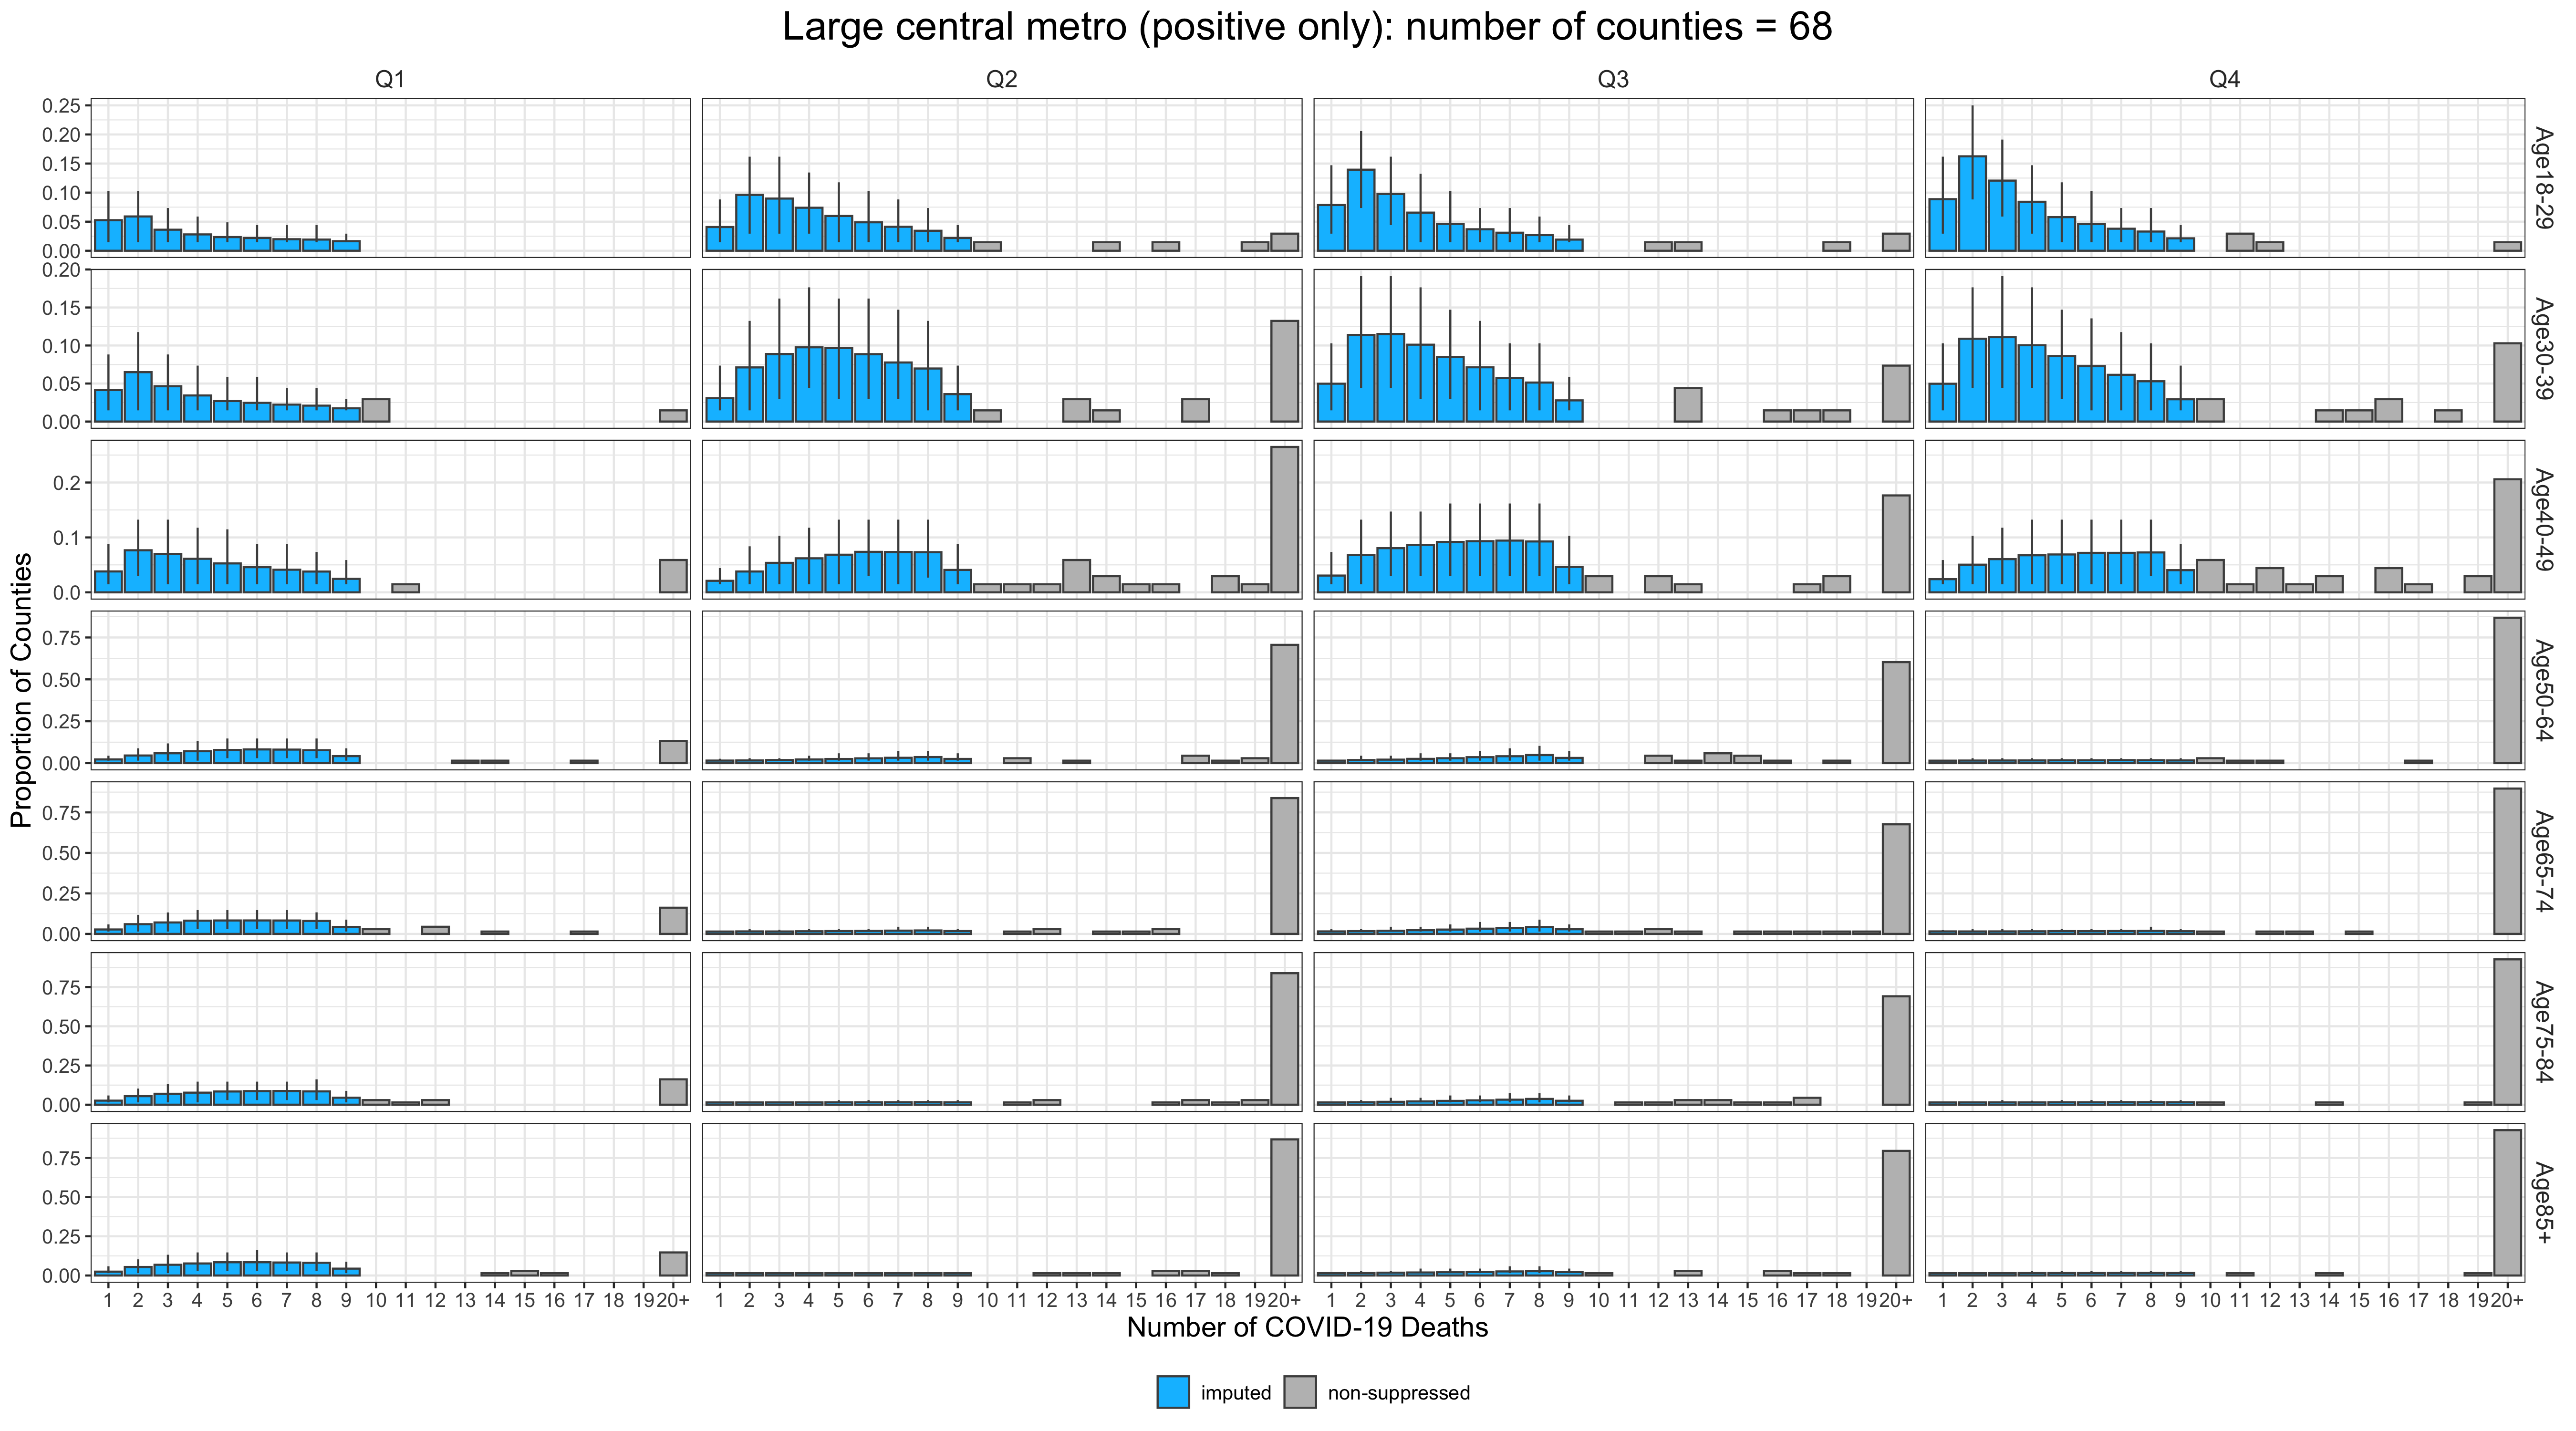 Large central metro (positive only): number of counties = 68
Q1 Q2 Q3 Q4
Proportion of Counties
0.25
0.20
0.15
0.10
0.05
0.00
Age18-29
0.20
0.15
0.10
0.05
0.00
Age30-39
0.2
0.1
0.0
Age40-49
0.75
0.50
0.25
0.00
Age50-64
0.75
0.50
0.25
0.00
Age65-74
0.75
0.50
0.25
0.00
Age75-84
0.75
0.50
0.25
0.00
Age85+
1 2 3 4 5 6 7 8 9 10 11 12 13 14 15 16 17 18 19 20+ 1 2 3 4 5 6 7 8 9 10 11 12 13 14 15 16 17 18 19 20+ 1 2 3 4 5 6 7 8 9 10 11 12 13 14 15 16 17 18 19 20+ 1 2 3 4 5 6 7 8 9 10 11 12 13 14 15 16 17 18 19 20+
Number of COVID-19 Deaths
imputed non-suppressed